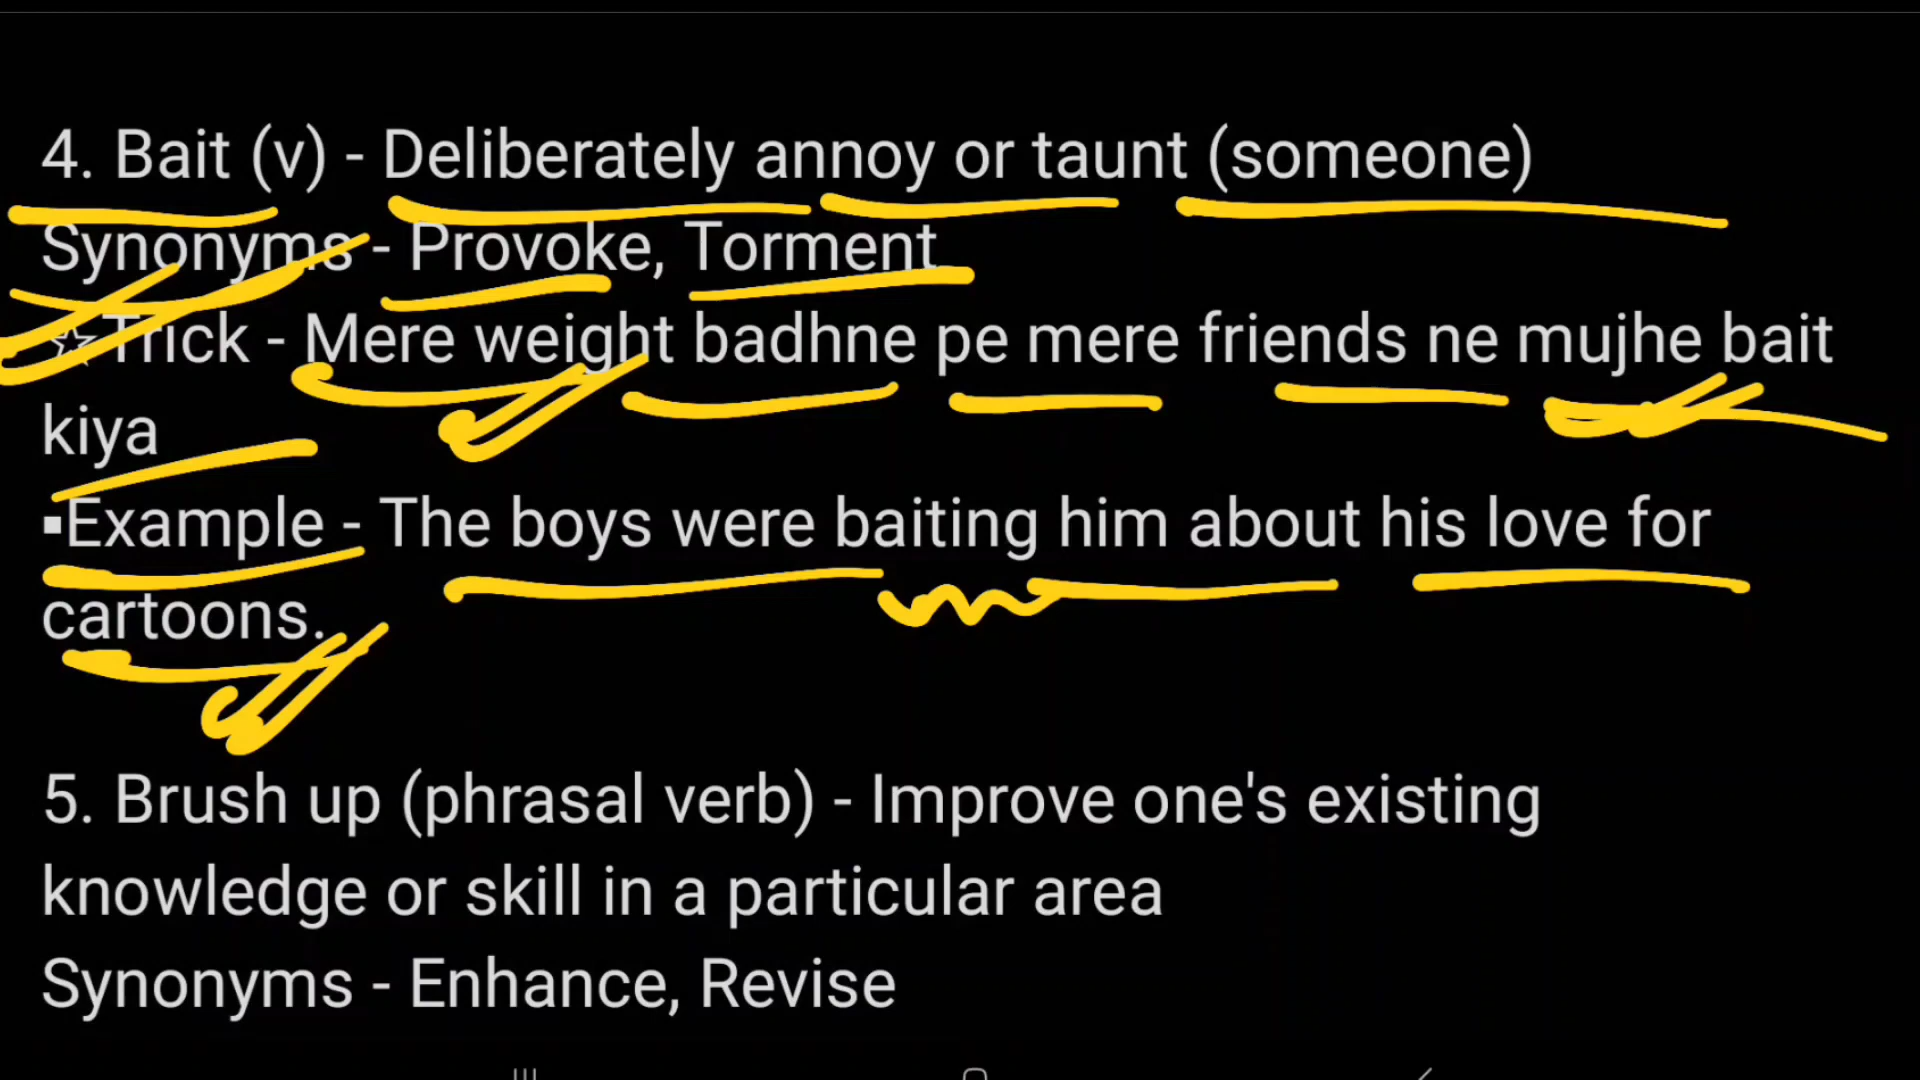 4. Bait (v) - Deliberately annoy or taunt (someone)
Synonyms - Provoke, Torment
☆Trick - Mere weight badhne pe mere friends ne mujhe bait
kiya
▪Example - The boys were baiting him about his love for
cartoons.
5. Brush up (phrasal verb) - Improve one's existing
knowledge or skill in a particular area
Synonyms - Enhance, Revise